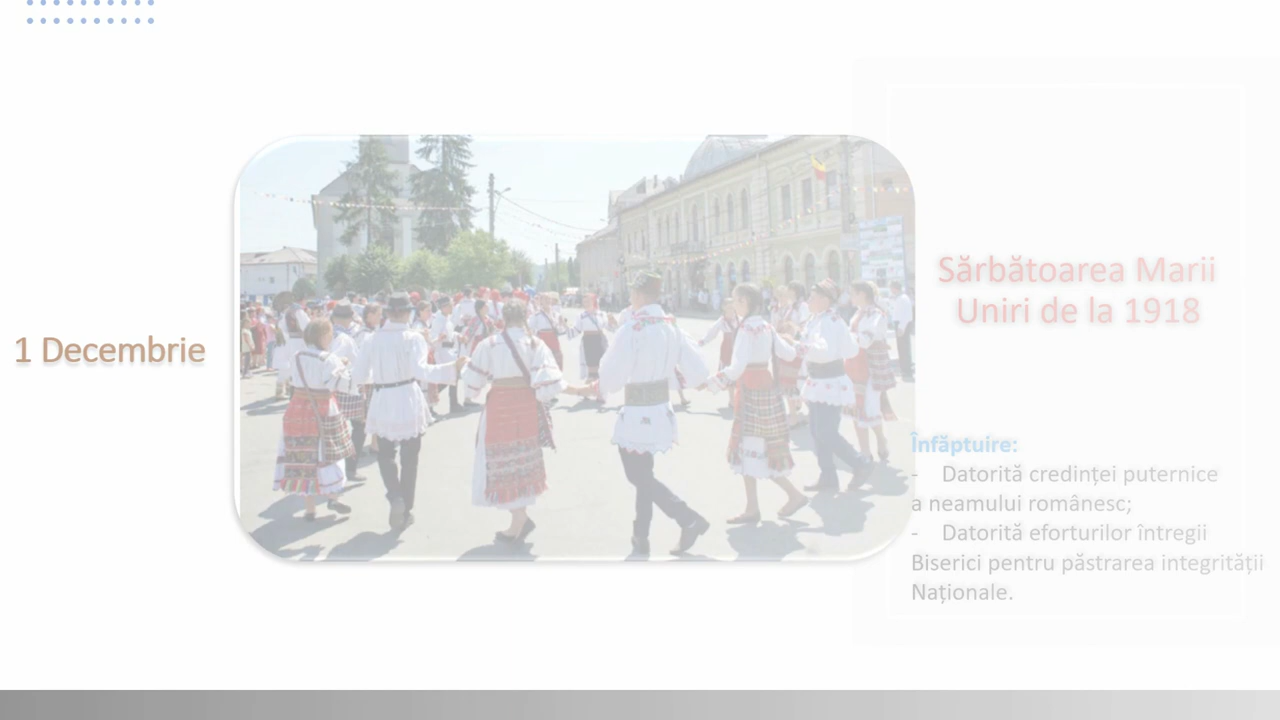 1 Decembrie
Sărbătoarea Marii
Uniri de la 1918
Înfăptuire:
- Datorită credinței puternice
a neamului românesc;
- Datorită eforturilor întregii
Biserici pentru păstrarea integrității
Naționale.